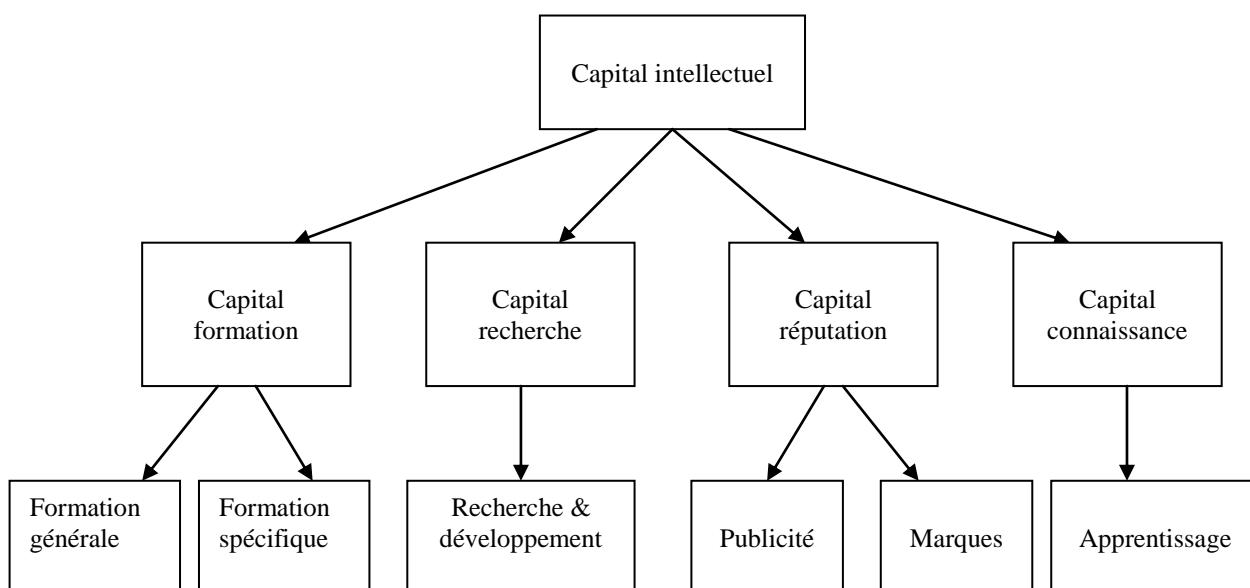 Capital intellectuel
Capital
formation
Capital
recherche
Capital
réputation
Capital
connaissance
Formation
générale
Formation
spécifique
Recherche &
développement
Publicité
Marques
Apprentissage